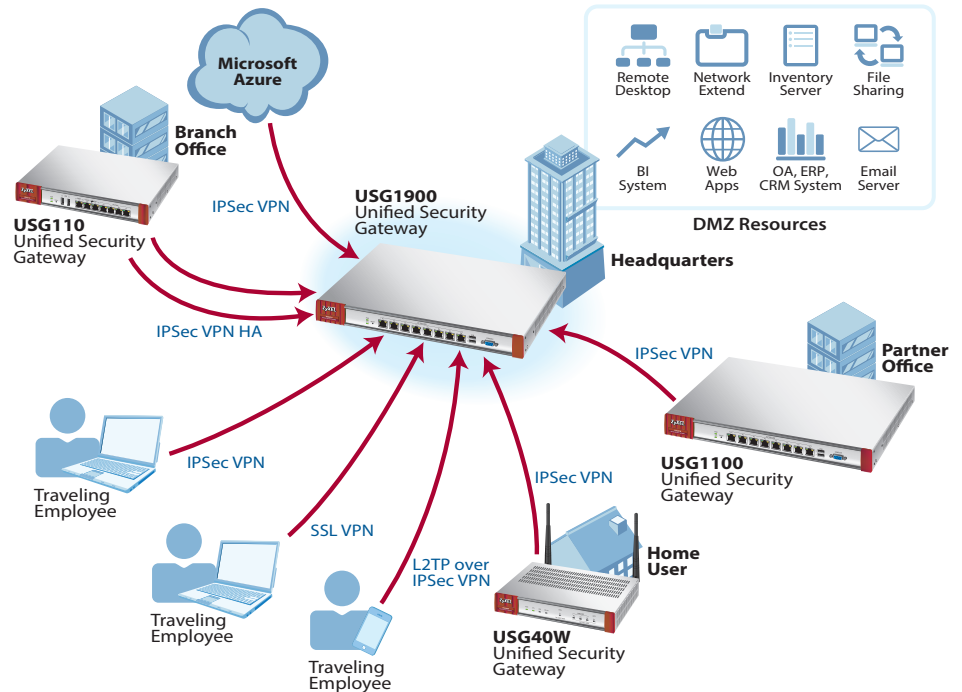 Microsoft
Azure
Remote
Desktop
Network
Extend
Inventory
Server
File
Sharing
BI
System
Web
Apps
OA, ERP,
CRM System
Email
Server
DMZ Resources
Branch
Office
USG110
Unified Security
Gateway
IPSec VPN
USG1900
Unified Security
Gateway
Headquarters
IPSec VPN HA
IPSec VPN
Partner
Office
USG1100
Unified Security
Gateway
Traveling
Employee
IPSec VPN
Traveling
Employee
SSL VPN
Traveling
Employee
L2TP over
IPSec VPN
IPSec VPN
Home
User
USG40W
Unified Security
Gateway
ZyXEL
ZyXEL
ZyXEL